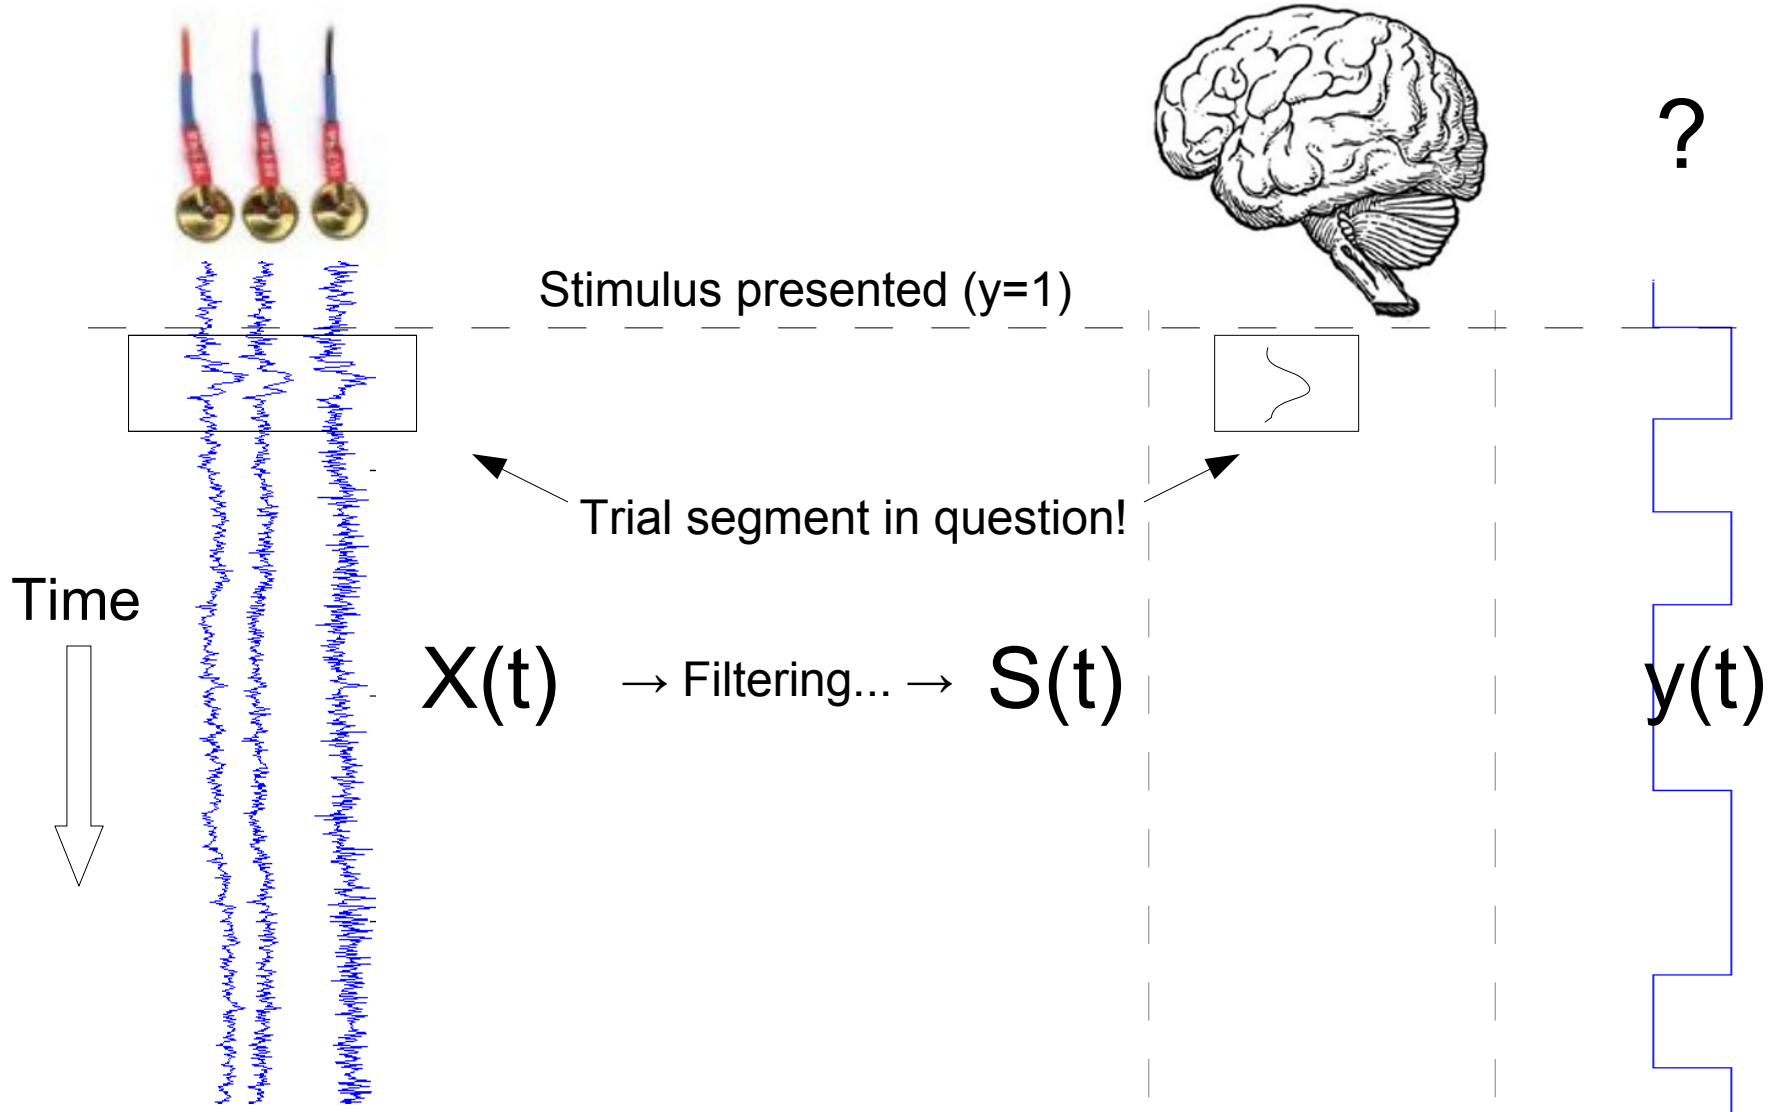 ?
Stimulus presented (y=1)
Trial segment in question!
Time
X(t) → Filtering... → S(t)
y(t)